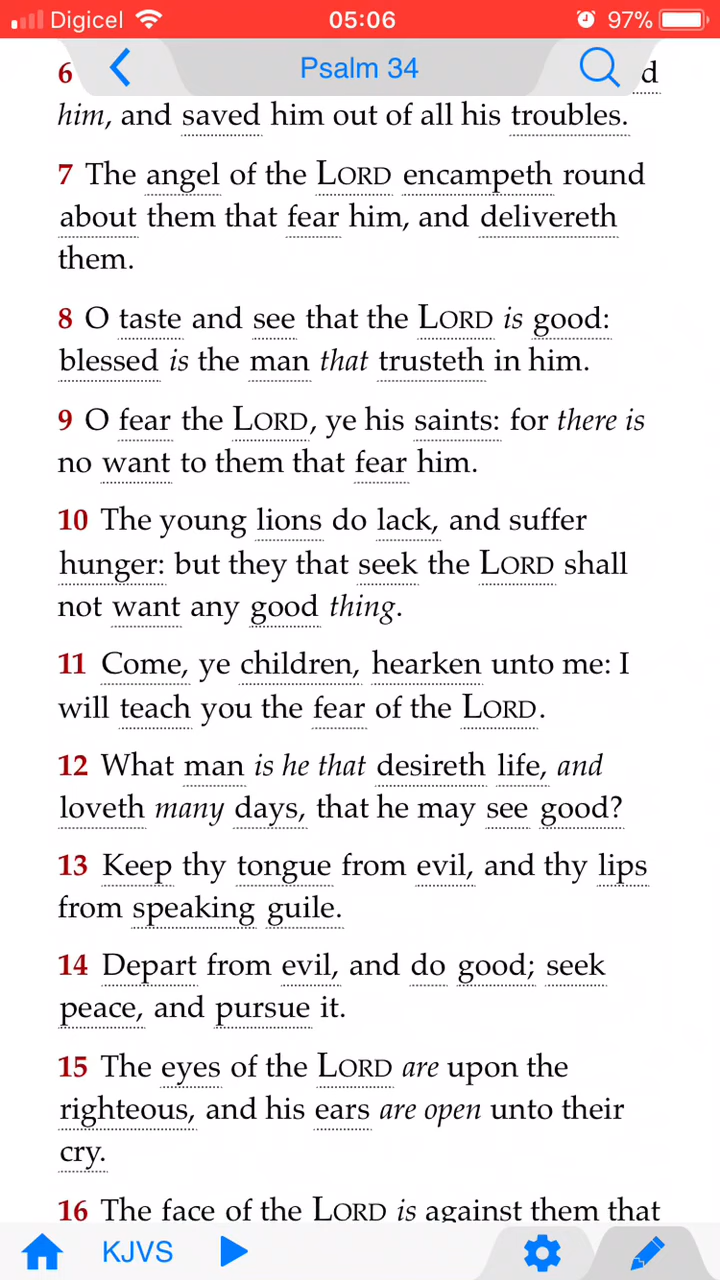 Digicel 05:06 97%
Psalm 34
6 d
him, and saved him out of all his troubles.
7 The angel of the LORD encampeth round
about them that fear him, and delivereth
them.
8 O taste and see that the LORD is good:
blessed is the man that trusteth in him.
9 O fear the LORD, ye his saints: for there is
no want to them that fear him.
10 The young lions do lack, and suffer
hunger: but they that seek the LORD shall
not want any good thing.
11 Come, ye children, hearken unto me: I
will teach you the fear of the LORD.
12 What man is he that desireth life, and
loveth many days, that he may see good?
13 Keep thy tongue from evil, and thy lips
from speaking guile.
14 Depart from evil, and do good; seek
peace, and pursue it.
15 The eyes of the LORD are upon the
righteous, and his ears are open unto their
cry.
16 The face of the LORD is against them that
KJVS